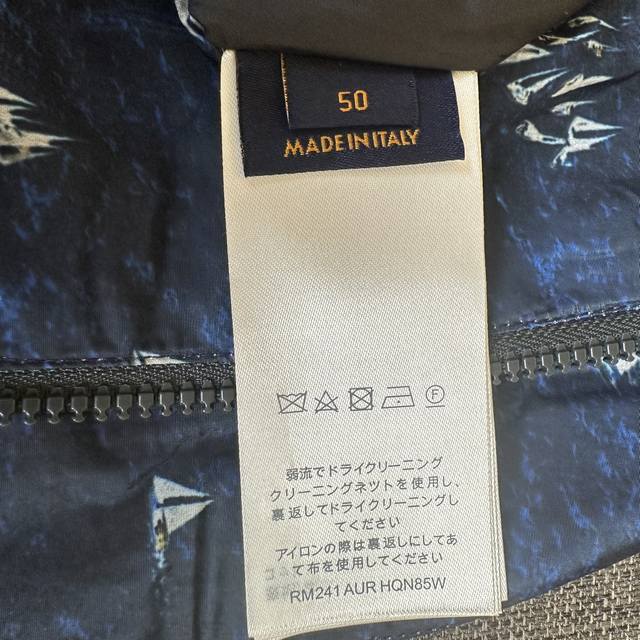 50
MADE IN ITALY
弱流でドライクリーニング
クリーニングネツトを使用し、
裏返してドライクリーニングし
てください
アイロンの際は裏返しにしてあ
て布を使用してください
RM241 AUR HQN85W